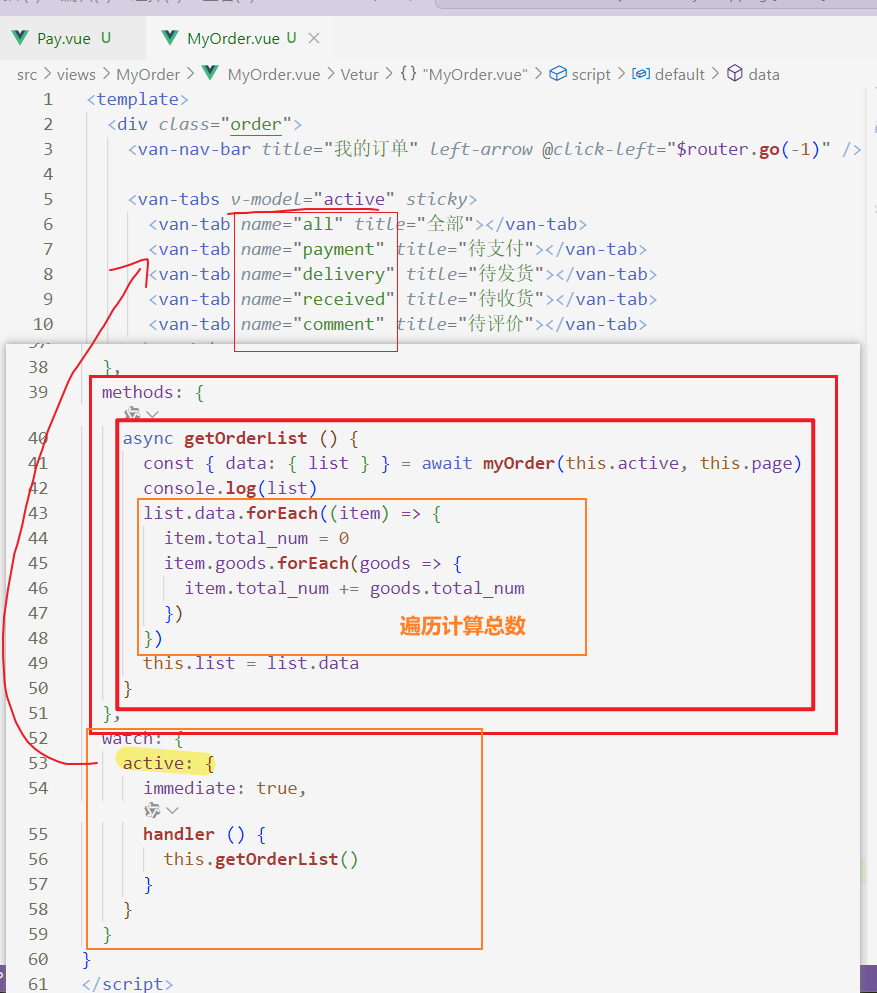 Pay.vue U
MyOrder.vue U
src > views > MyOrder > MyOrder.vue > Vetur > {} "MyOrder.vue" > script > default > data
1 <template>
2 <div class="order">
3 <van-nav-bar title="我的订单" left-arrow @click-left="$router.go(-1)" />
4
5 <van-tabs v-model="active" sticky>
6 <van-tab name="all" title="全部"></van-tab>
7 <van-tab name="payment" title="待支付"></van-tab>
8 <van-tab name="delivery" title="待发货"></van-tab>
9 <van-tab name="received" title="待收货"></van-tab>
10 <van-tab name="comment" title="待评价"></van-tab>
38 },
39 methods: {
40 async getOrderList () {
41 const { data: { list } } = await myOrder(this.active, this.page)
42 console.log(list)
43 list.data.forEach((item) => {
44 item.total_num = 0
45 item.goods.forEach(goods => {
46 item.total_num += goods.total_num
47 })
遍历计算总数
48 })
49 this.list = list.data
50 }
51 },
52 watch: {
53 active: {
54 immediate: true,
55 handler () {
56 this.getOrderList()
57 }
58 }
59 }
60 }
61 </script>